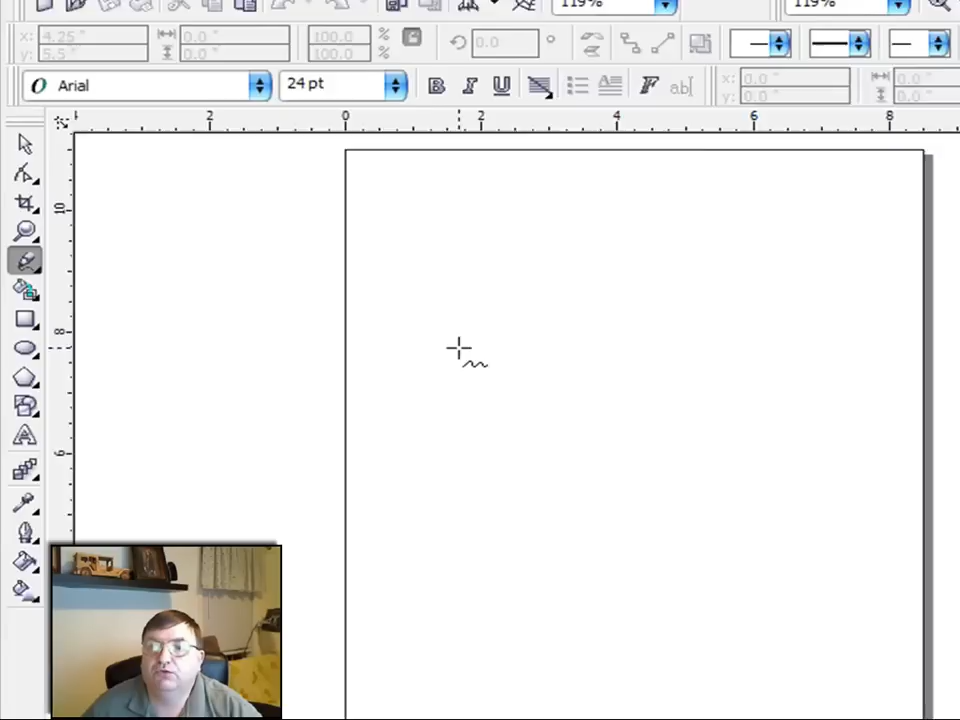 119%
119%
x: 4.25 "
y: 5.5 "
0.0 "
0.0 "
100.0
100.0
%
%
0.0
°
O Arial
24 pt
B I U
F ab|
x: 0.0 "
y: 0.0 "
0.0 "
0.0 "
2 0 2 4 6 8
10
8
6
A